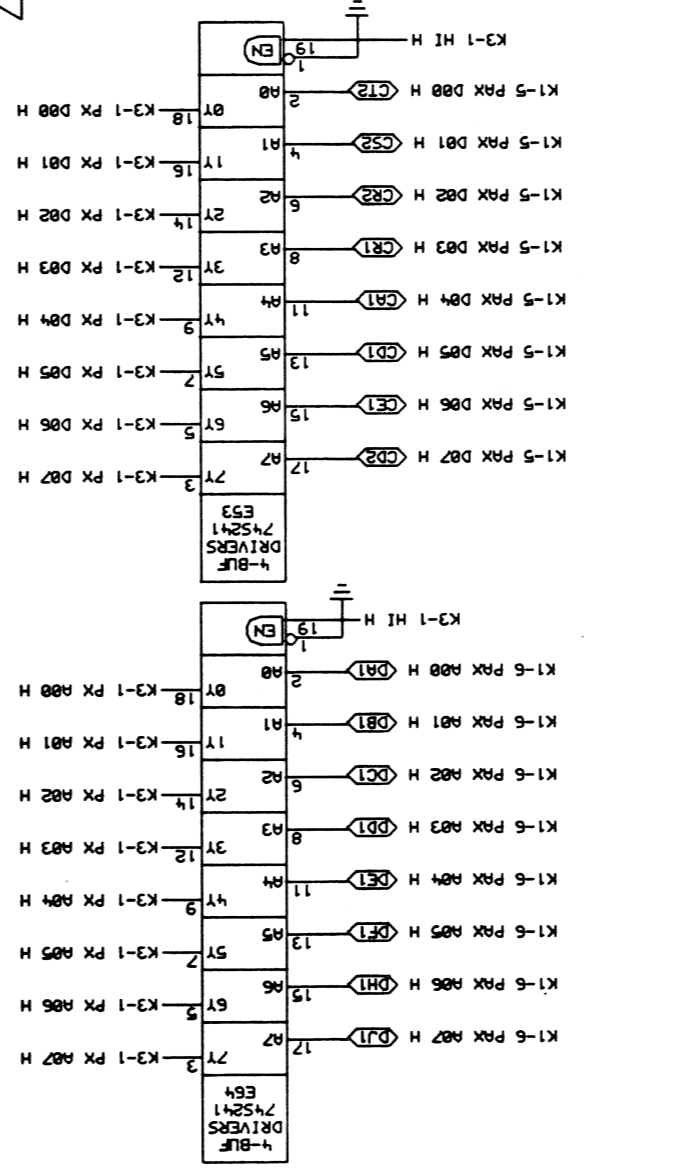 4-BUF
DRIVERS
74S241
E64
7Y 3 K3-1 PX A07 H
K1-6 PAX A07 H DJ1 17 A7
6Y 5 K3-1 PX A06 H
K1-6 PAX A06 H DH1 15 A6
5Y 7 K3-1 PX A05 H
K1-6 PAX A05 H DF1 13 A5
4Y 9 K3-1 PX A04 H
K1-6 PAX A04 H DE1 11 A4
3Y 12 K3-1 PX A03 H
K1-6 PAX A03 H DD1 8 A3
2Y 14 K3-1 PX A02 H
K1-6 PAX A02 H DC1 6 A2
1Y 16 K3-1 PX A01 H
K1-6 PAX A01 H DB1 4 A1
0Y 18 K3-1 PX A00 H
K1-6 PAX A00 H DA1 2 A0
1
K3-1 HI H 19 EN
4-BUF
DRIVERS
74S241
E53
7Y 3 K3-1 PX D07 H
K1-5 PAX D07 H CD2 17 A7
6Y 5 K3-1 PX D06 H
K1-5 PAX D06 H CE1 15 A6
5Y 7 K3-1 PX D05 H
K1-5 PAX D05 H CD1 13 A5
4Y 9 K3-1 PX D04 H
K1-5 PAX D04 H CA1 11 A4
3Y 12 K3-1 PX D03 H
K1-5 PAX D03 H CR1 8 A3
2Y 14 K3-1 PX D02 H
K1-5 PAX D02 H CR2 6 A2
1Y 16 K3-1 PX D01 H
K1-5 PAX D01 H CS2 4 A1
0Y 18 K3-1 PX D00 H
K1-5 PAX D00 H CT2 2 A0
1
K3-1 HI H 19 EN